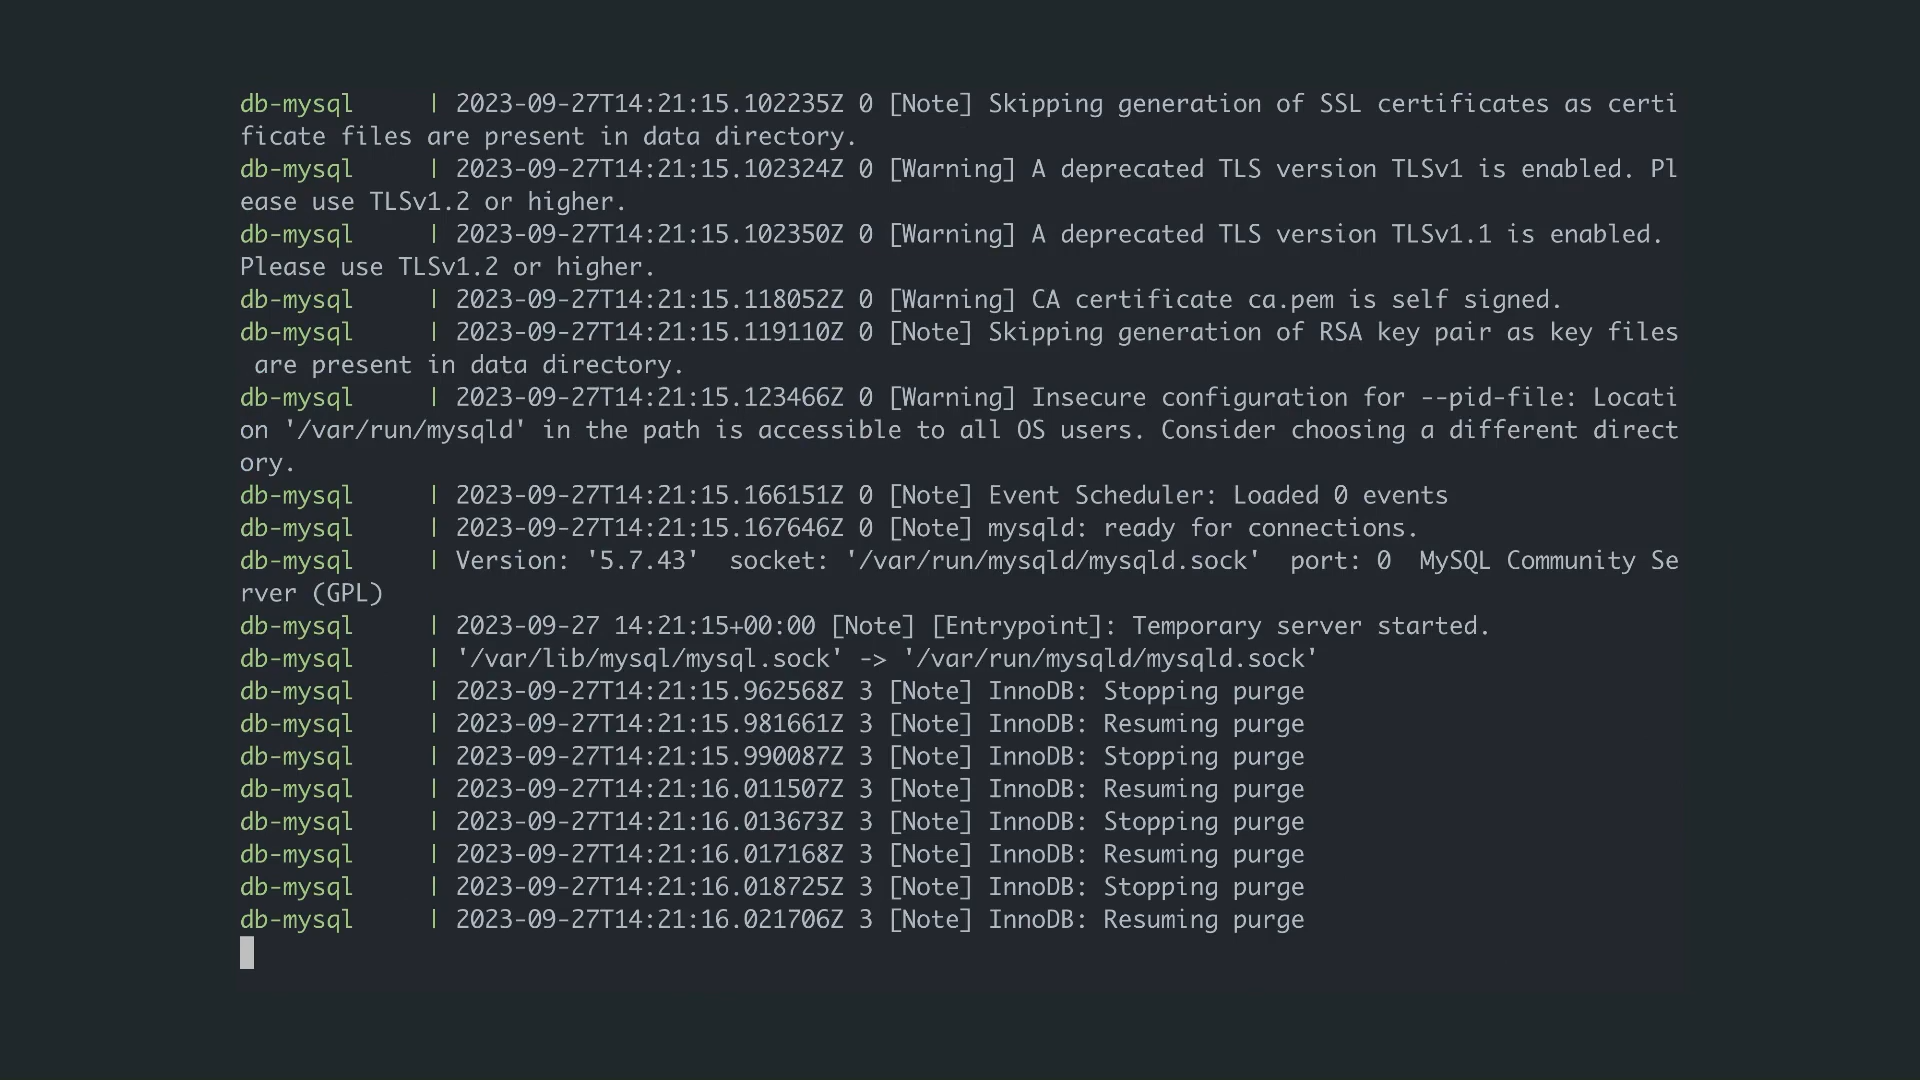 db-mysql     | 2023-09-27T14:21:15.102235Z 0 [Note] Skipping generation of SSL certificates as certi
ficate files are present in data directory.
db-mysql     | 2023-09-27T14:21:15.102324Z 0 [Warning] A deprecated TLS version TLSv1 is enabled. Pl
ease use TLSv1.2 or higher.
db-mysql     | 2023-09-27T14:21:15.102350Z 0 [Warning] A deprecated TLS version TLSv1.1 is enabled.
Please use TLSv1.2 or higher.
db-mysql     | 2023-09-27T14:21:15.118052Z 0 [Warning] CA certificate ca.pem is self signed.
db-mysql     | 2023-09-27T14:21:15.119110Z 0 [Note] Skipping generation of RSA key pair as key files
 are present in data directory.
db-mysql     | 2023-09-27T14:21:15.123466Z 0 [Warning] Insecure configuration for --pid-file: Locati
on '/var/run/mysqld' in the path is accessible to all OS users. Consider choosing a different direct
ory.
db-mysql     | 2023-09-27T14:21:15.166151Z 0 [Note] Event Scheduler: Loaded 0 events
db-mysql     | 2023-09-27T14:21:15.167646Z 0 [Note] mysqld: ready for connections.
db-mysql     | Version: '5.7.43'  socket: '/var/run/mysqld/mysqld.sock'  port: 0  MySQL Community Se
rver (GPL)
db-mysql     | 2023-09-27 14:21:15+00:00 [Note] [Entrypoint]: Temporary server started.
db-mysql     | '/var/lib/mysql/mysql.sock' -> '/var/run/mysqld/mysqld.sock'
db-mysql     | 2023-09-27T14:21:15.962568Z 3 [Note] InnoDB: Stopping purge
db-mysql     | 2023-09-27T14:21:15.981661Z 3 [Note] InnoDB: Resuming purge
db-mysql     | 2023-09-27T14:21:15.990087Z 3 [Note] InnoDB: Stopping purge
db-mysql     | 2023-09-27T14:21:16.011507Z 3 [Note] InnoDB: Resuming purge
db-mysql     | 2023-09-27T14:21:16.013673Z 3 [Note] InnoDB: Stopping purge
db-mysql     | 2023-09-27T14:21:16.017168Z 3 [Note] InnoDB: Resuming purge
db-mysql     | 2023-09-27T14:21:16.018725Z 3 [Note] InnoDB: Stopping purge
db-mysql     | 2023-09-27T14:21:16.021706Z 3 [Note] InnoDB: Resuming purge